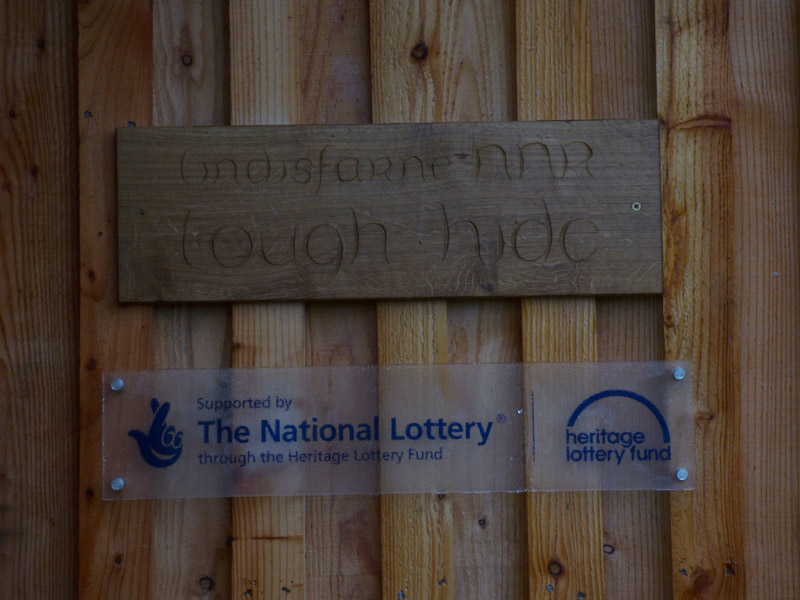 Lindisfarne NNR
Lough hide
Supported by
The National Lottery®
through the Heritage Lottery Fund
heritage
lottery fund